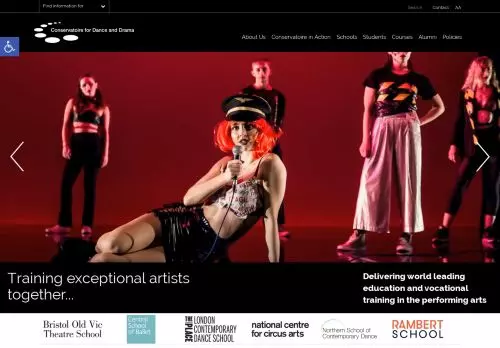 Find information for
Search
Contact
AA
Conservatoire for Dance and Drama
About Us
Conservatoire in Action
Schools
Students
Courses
Alumni
Policies
Training exceptional artists
together...
Delivering world leading
education and vocational
training in the performing arts
Bristol Old Vic
Theatre School
Central
School of
Ballet
THE PLACE
LONDON
CONTEMPORARY
DANCE SCHOOL
national centre
for circus arts
Northern School of
Contemporary Dance
RAMBERT
SCHOOL